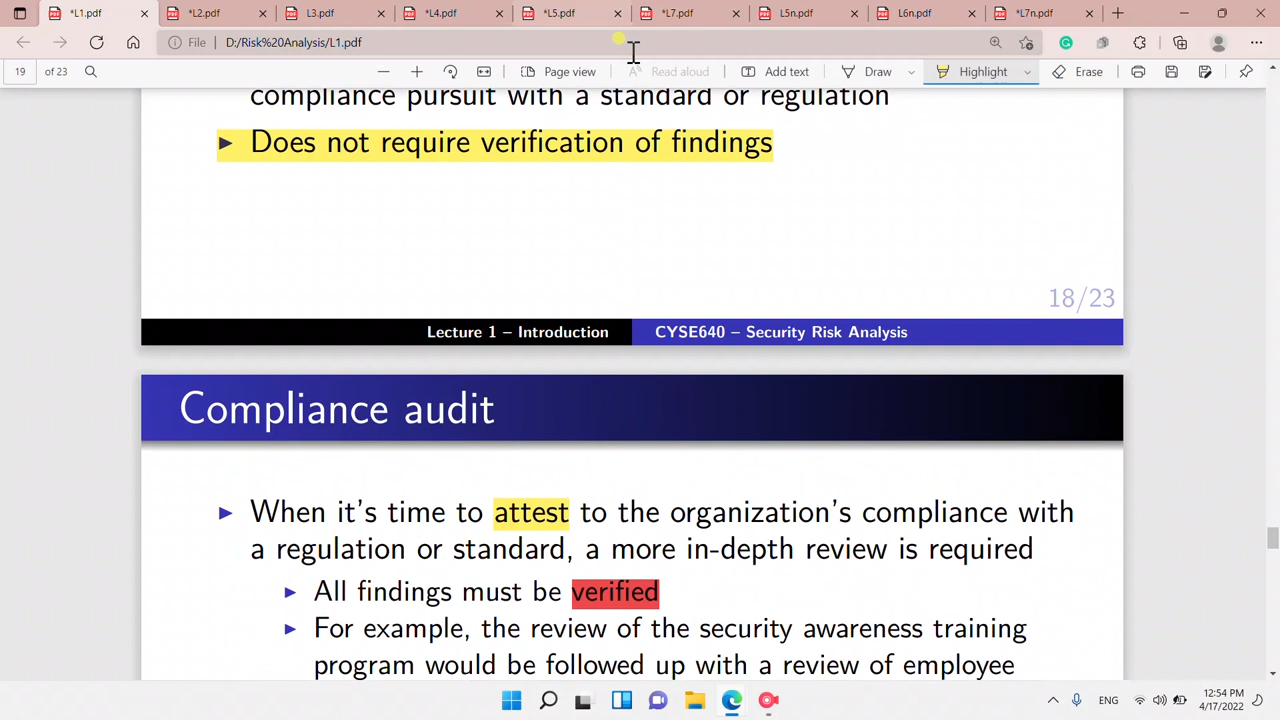 *L1.pdf
*L2.pdf
L3.pdf
*L4.pdf
*L5.pdf
*L7.pdf
L5n.pdf
L6n.pdf
*L7n.pdf
File
D:/Risk%20Analysis/L1.pdf
19 of 23
Page view
Read aloud
Add text
Draw
Highlight
Erase
compliance pursuit with a standard or regulation
▶ Does not require verification of findings
18/23
Lecture 1 – Introduction
CYSE640 – Security Risk Analysis
Compliance audit
▶ When it's time to attest to the organization's compliance with
a regulation or standard, a more in-depth review is required
▶ All findings must be verified
▶ For example, the review of the security awareness training
program would be followed up with a review of employee
ENG
12:54 PM
4/17/2022